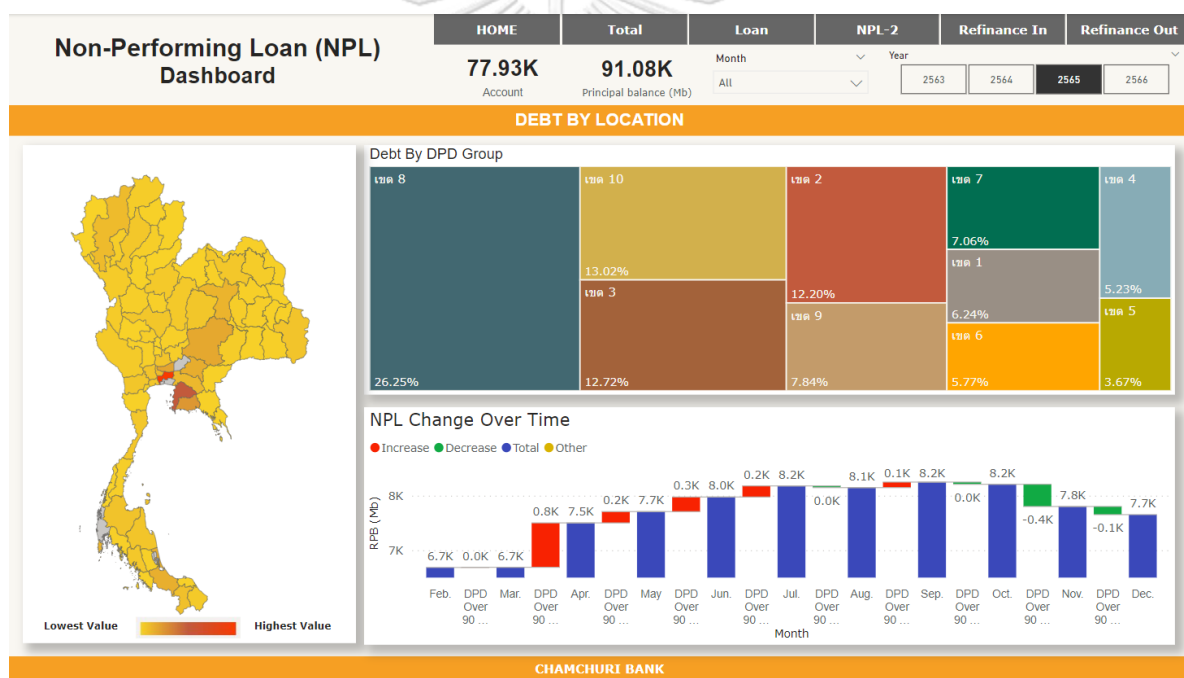 Non-Performing Loan (NPL)
Dashboard
HOME
Total
Loan
NPL-2
Refinance In
Refinance Out
77.93K
Account
91.08K
Principal balance (Mb)
Month
All
Year
2563
2564
2565
2566
DEBT BY LOCATION
Lowest Value
Highest Value
Debt By DPD Group
เขต 8
26.25%
เขต 10
13.02%
เขต 3
12.72%
เขต 2
12.20%
เขต 9
7.84%
เขต 7
7.06%
เขต 1
6.24%
เขต 6
5.77%
เขต 4
5.23%
เขต 5
3.67%
NPL Change Over Time
Increase
Decrease
Total
Other
RPB (Mb)
8K
7K
6.7K
0.0K
6.7K
0.8K
7.5K
0.2K
7.7K
0.3K
8.0K
0.2K
8.2K
0.0K
8.1K
0.1K
8.2K
0.0K
8.2K
-0.4K
7.8K
-0.1K
7.7K
Feb.
DPD
Over
90 ...
Mar.
DPD
Over
90 ...
Apr.
DPD
Over
90 ...
May
DPD
Over
90 ...
Jun.
DPD
Over
90 ...
Jul.
DPD
Over
90 ...
Aug.
DPD
Over
90 ...
Sep.
DPD
Over
90 ...
Oct.
DPD
Over
90 ...
Nov.
DPD
Over
90 ...
Dec.
Month
CHAMCHURI BANK